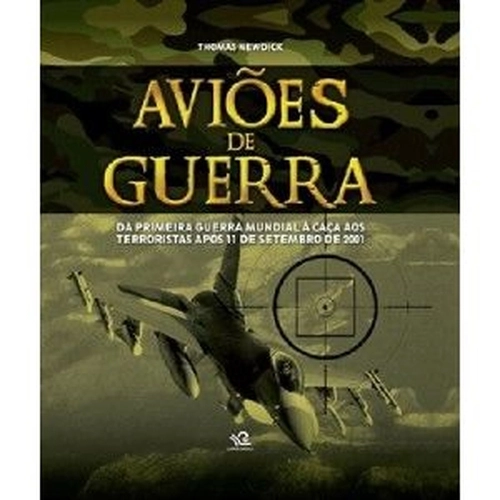 THOMAS NEWDICK
AVIÕES
DE
GUERRA
DA PRIMEIRA GUERRA MUNDIAL À CAÇA AOS
TERRORISTAS APÓS 11 DE SETEMBRO DE 2001